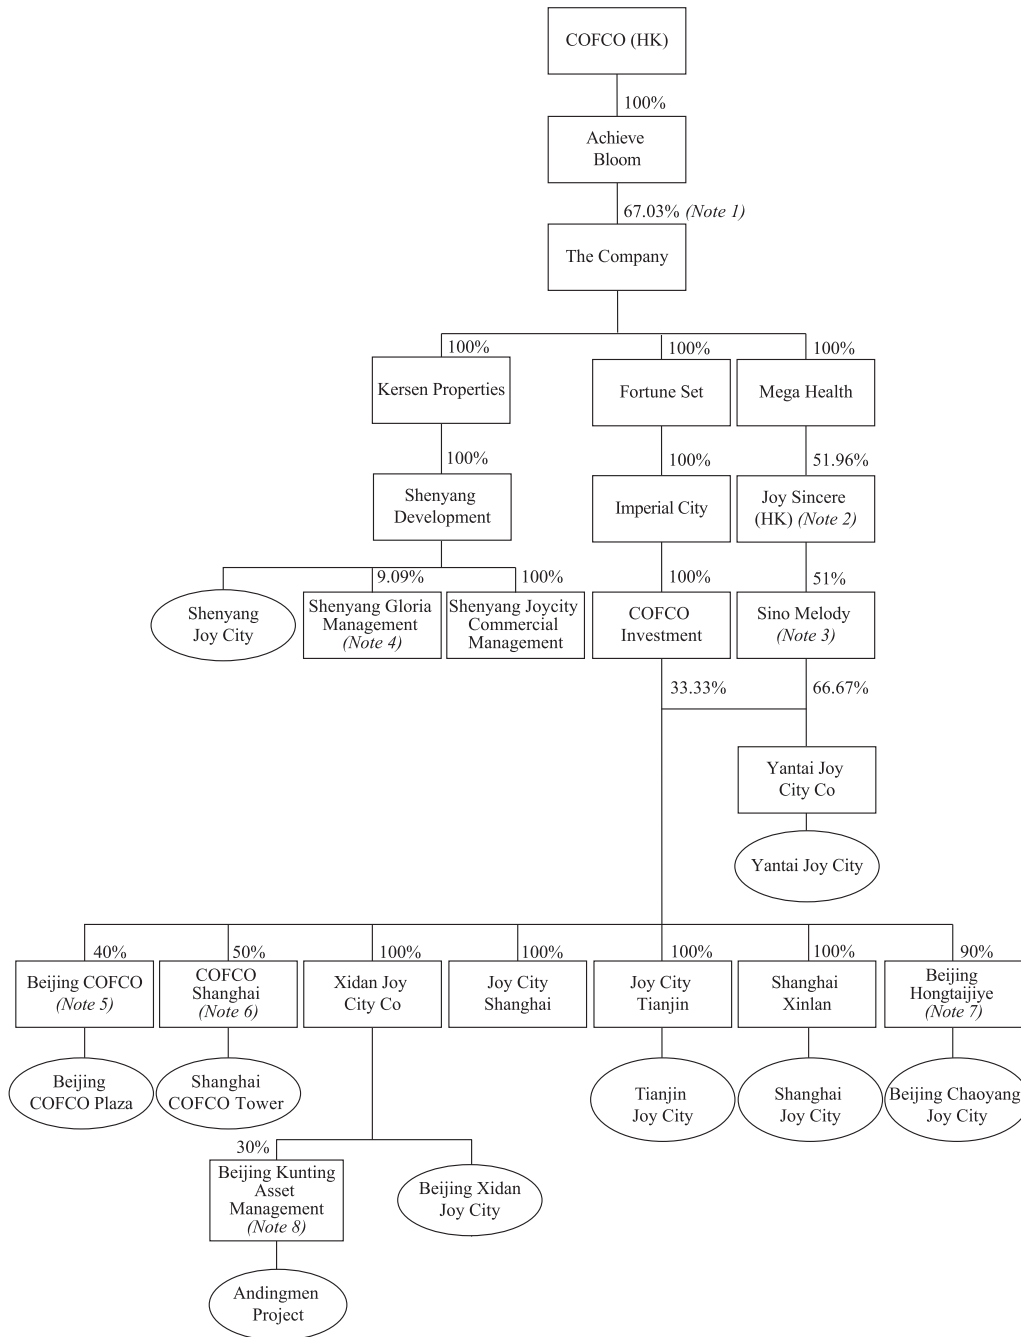 COFCO (HK)
100%
Achieve
Bloom
67.03% (Note 1)
The Company
100%
100%
100%
Kersen Properties
Fortune Set
Mega Health
100%
100%
51.96%
Shenyang
Development
Imperial City
Joy Sincere
(HK) (Note 2)
9.09%
100%
100%
51%
Shenyang
Joy City
Shenyang Gloria
Management
(Note 4)
Shenyang Joycity
Commercial
Management
COFCO
Investment
Sino Melody
(Note 3)
33.33%
66.67%
Yantai Joy
City Co
Yantai Joy City
40%
50%
100%
100%
100%
100%
90%
Beijing COFCO
(Note 5)
COFCO
Shanghai
(Note 6)
Xidan Joy
City Co
Joy City
Shanghai
Joy City
Tianjin
Shanghai
Xinlan
Beijing
Hongtaijiye
(Note 7)
Beijing
COFCO Plaza
Shanghai
COFCO Tower
Tianjin
Joy City
Shanghai
Joy City
Beijing Chaoyang
Joy City
30%
Beijing Kunting
Asset
Management
(Note 8)
Beijing Xidan
Joy City
Andingmen
Project